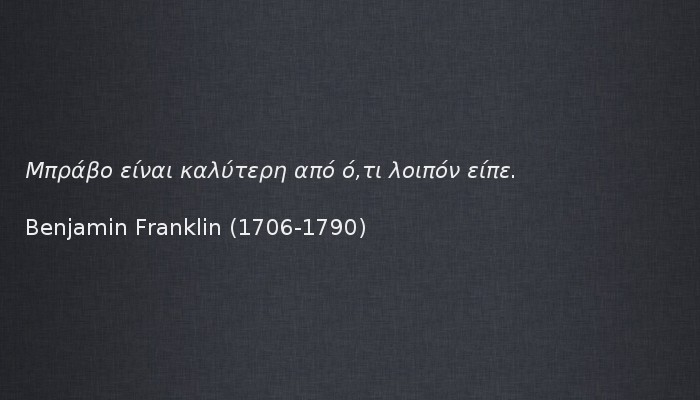 Μπράβο είναι καλύτερη από ό,τι λοιπόν είπε.
Benjamin Franklin (1706-1790)